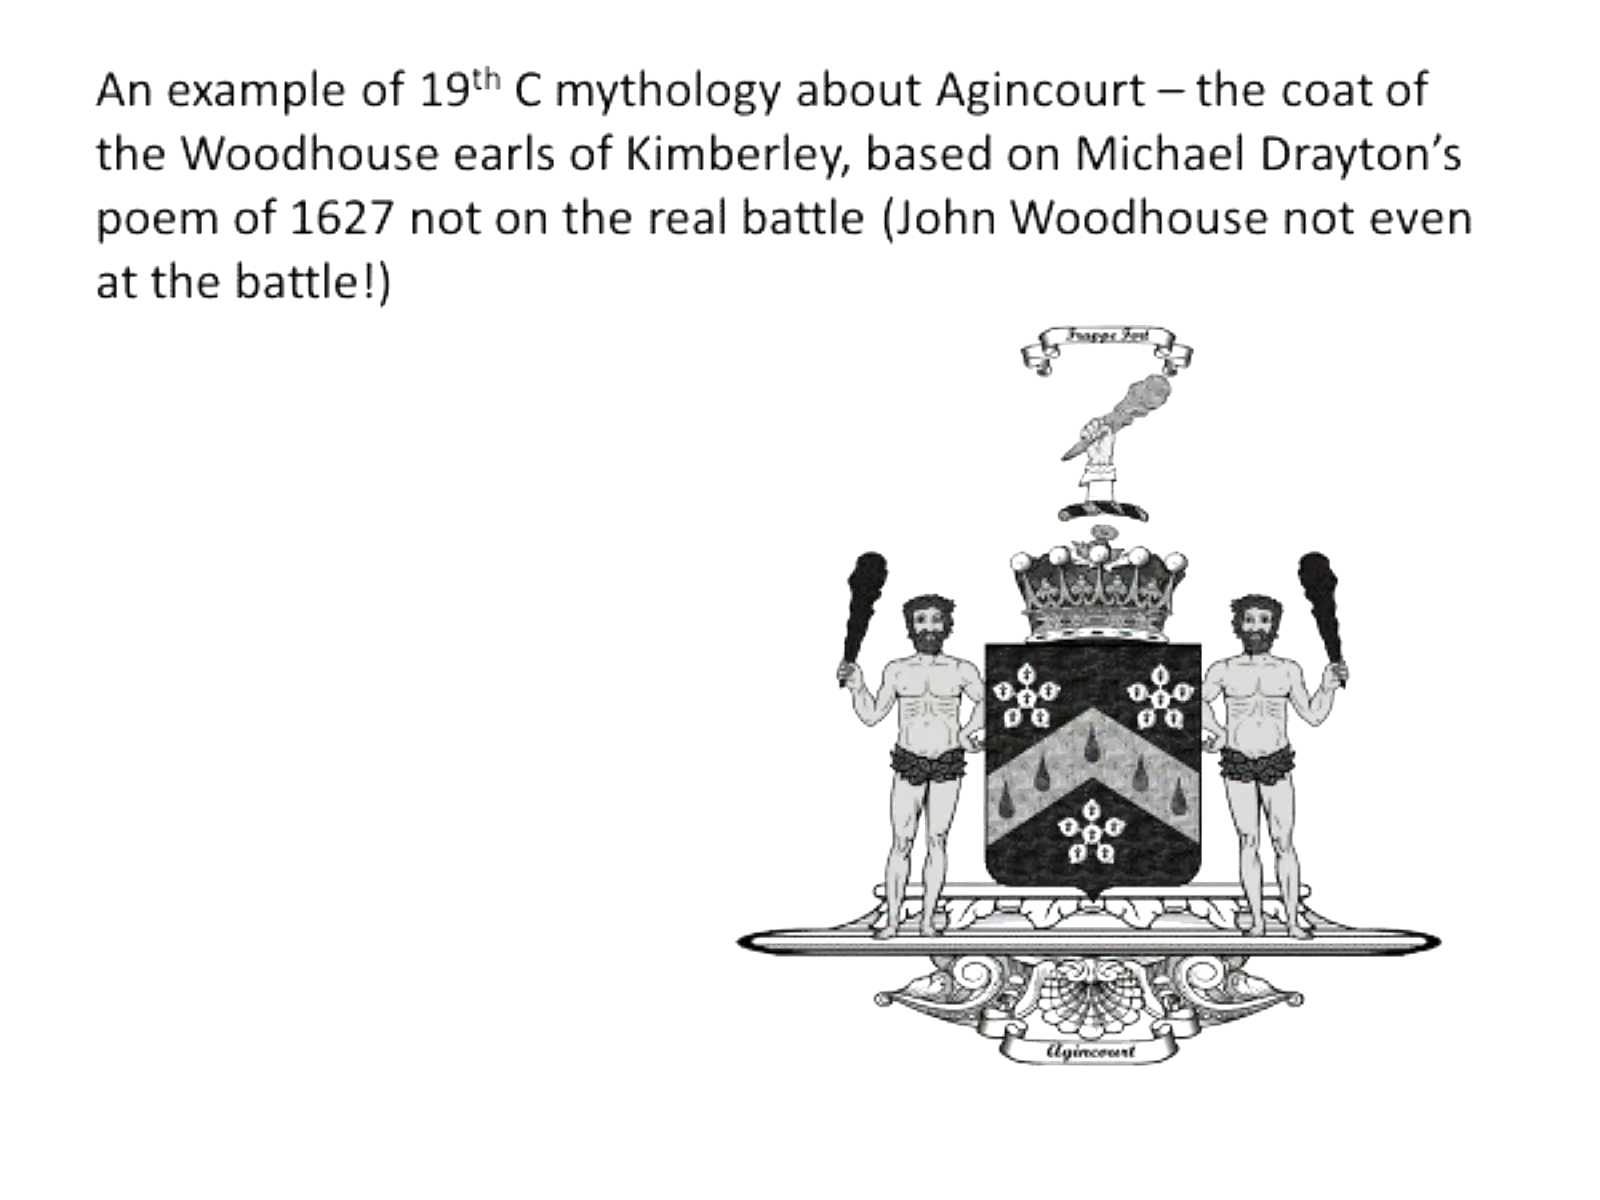 An example of 19th C mythology about Agincourt – the coat of
the Woodhouse earls of Kimberley, based on Michael Drayton’s
poem of 1627 not on the real battle (John Woodhouse not even
at the battle!)
Frappe Fort
Agincourt